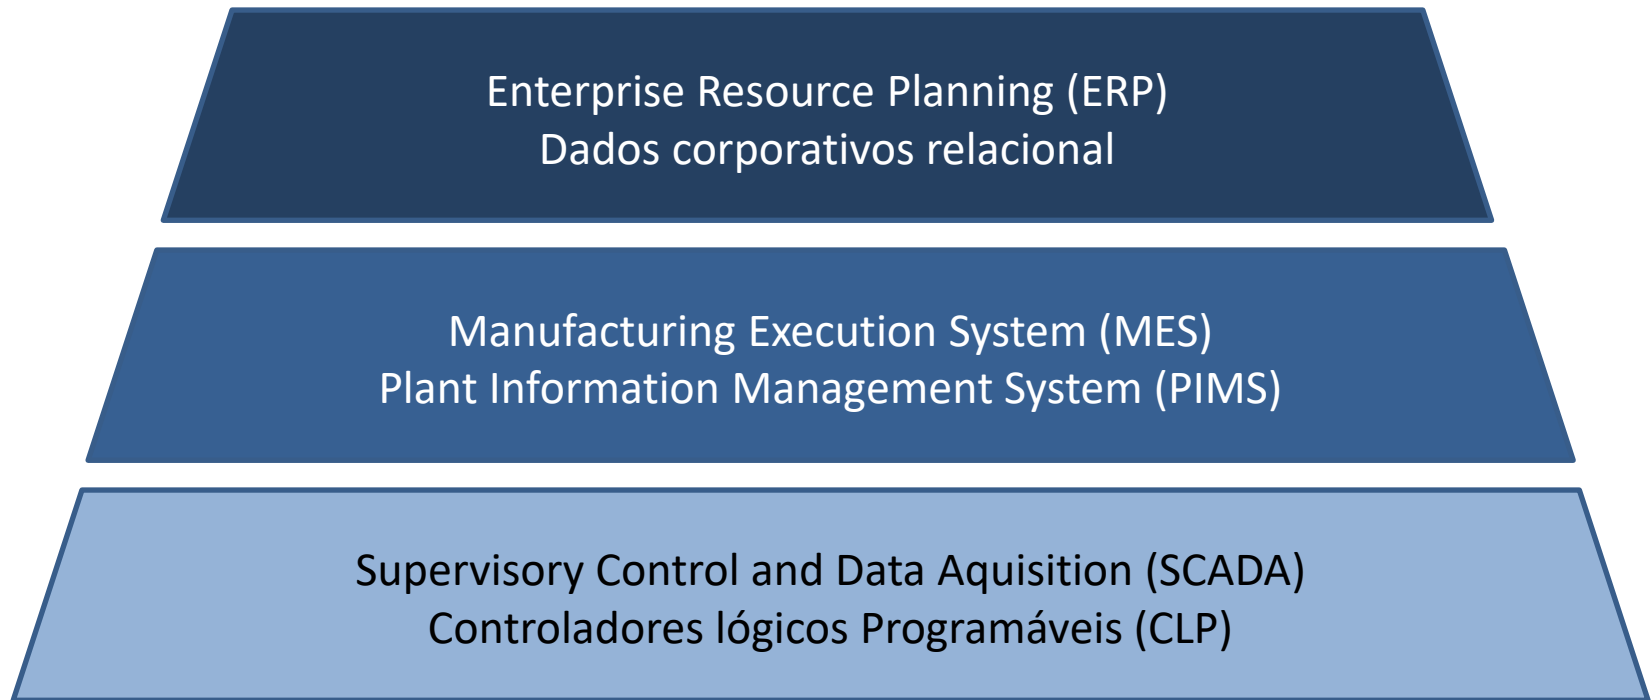 Enterprise Resource Planning (ERP)
Dados corporativos relacional
Manufacturing Execution System (MES)
Plant Information Management System (PIMS)
Supervisory Control and Data Aquisition (SCADA)
Controladores lógicos Programáveis (CLP)